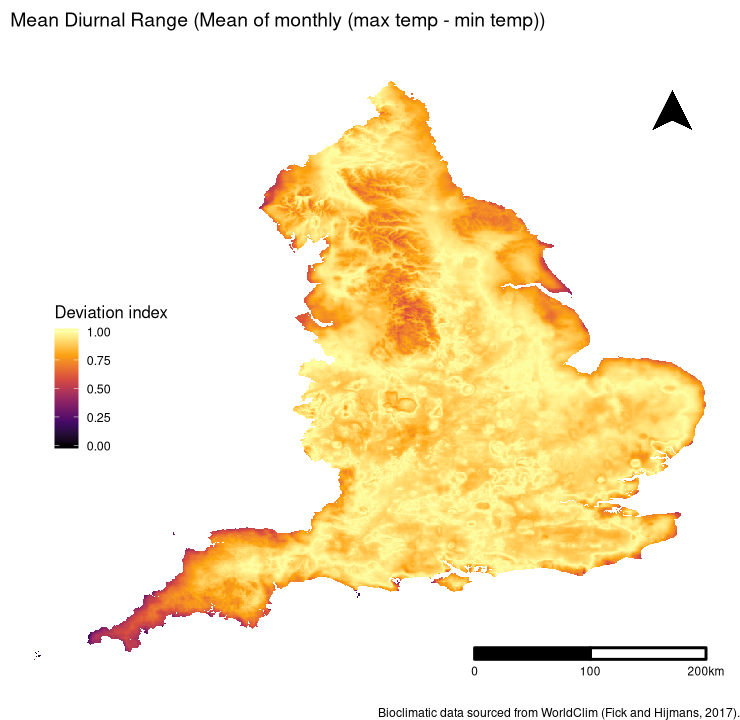 Mean Diurnal Range (Mean of monthly (max temp - min temp))
Deviation index
1.00
0.75
0.50
0.25
0.00
0 100 200km
Bioclimatic data sourced from WorldClim (Fick and Hijmans, 2017).